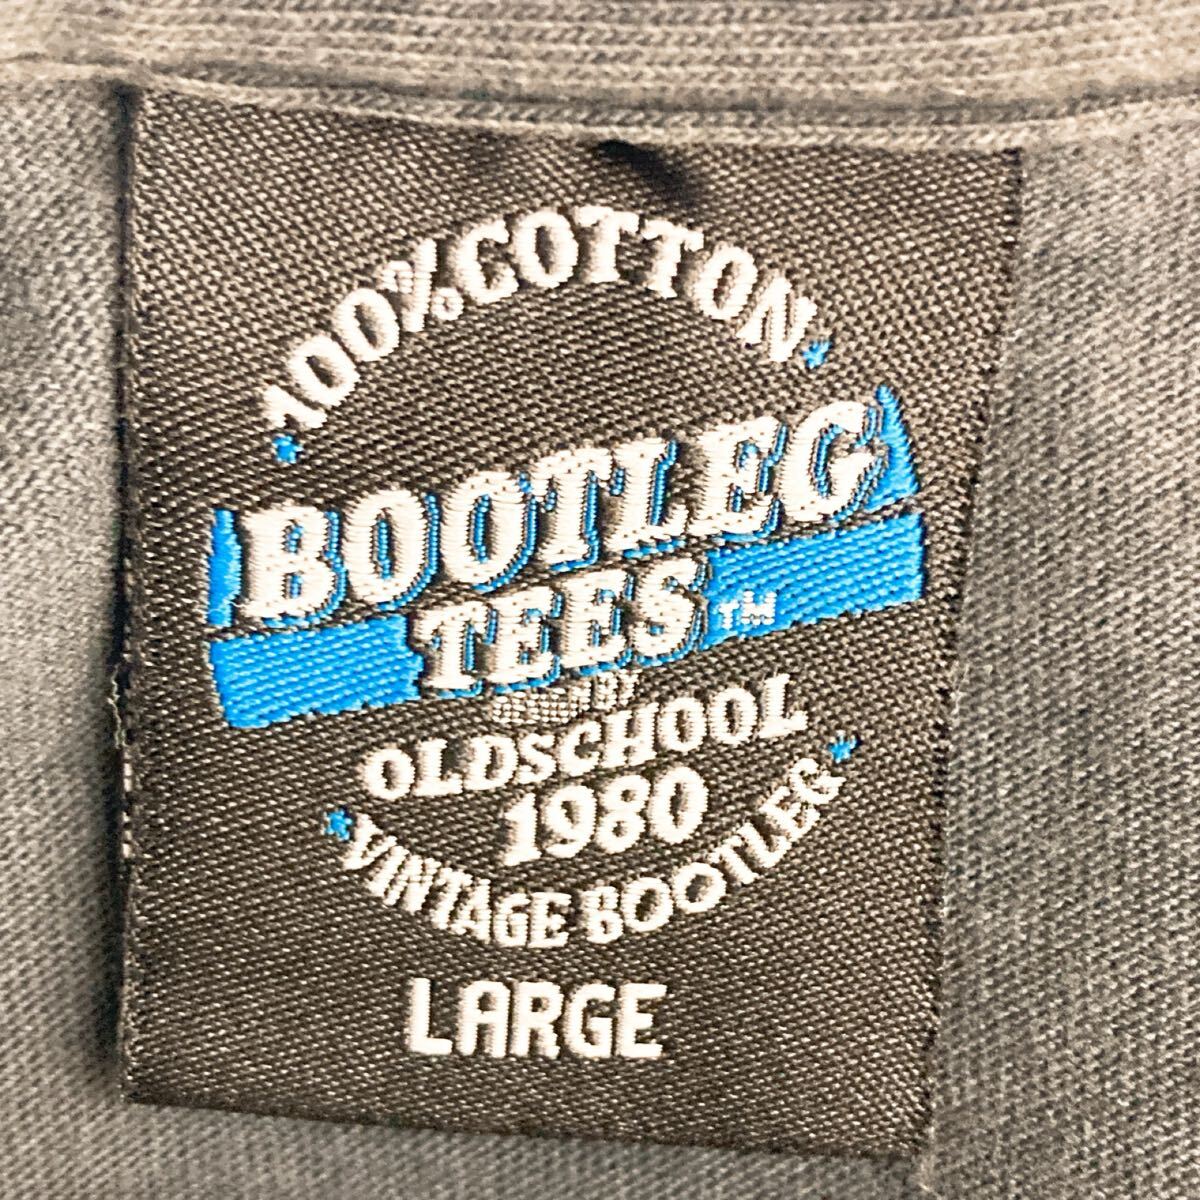 100% COTTON
BOOTLEG
TEES™
OLDSCHOOL
1980
VINTAGE BOOTLEG
LARGE